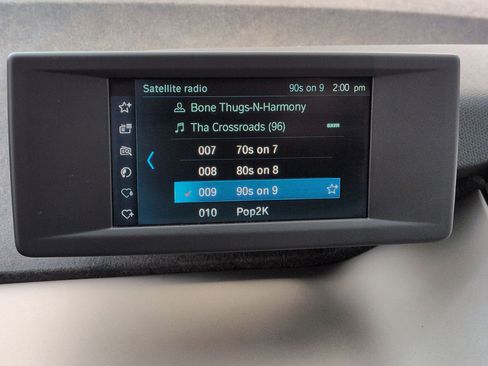 Satellite radio 90s on 9 2:00 pm
Bone Thugs-N-Harmony
Tha Crossroads (96)
007 70s on 7
008 80s on 8
009 90s on 9
010 Pop2K